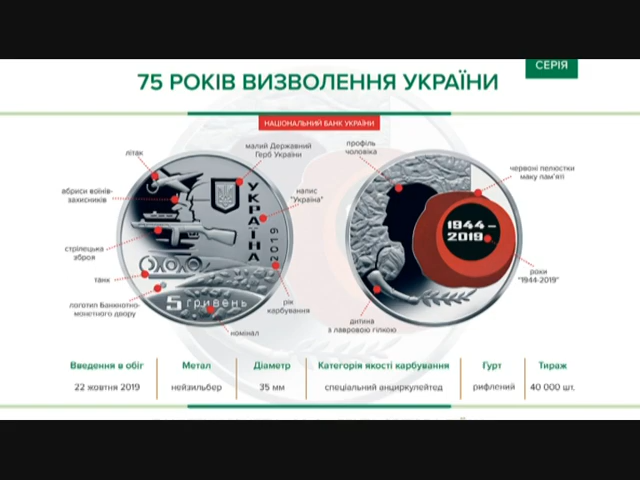 СЕРІЯ
75 РОКІВ ВИЗВОЛЕННЯ УКРАЇНИ
НАЦІОНАЛЬНИЙ БАНК УКРАЇНИ
літак
малий Державний
Герб України
профіль
чоловіка
червоні пелюстки
маку пам'яті
абриси воїнів-
захисників
напис
"Україна"
УКРАЇНА
2019
1944–
2019
стрілецька
зброя
танк
роки
"1944-2019"
логотип Банкнотно-
монетного двору
5 гривень
рік
карбування
номінал
дитина
з лавровою гілкою
Введення в обіг
Метал
Діаметр
Категорія якості карбування
Гурт
Тираж
22 жовтня 2019
нейзильбер
35 мм
спеціальний анциркулейтед
рифлений
40 000 шт.